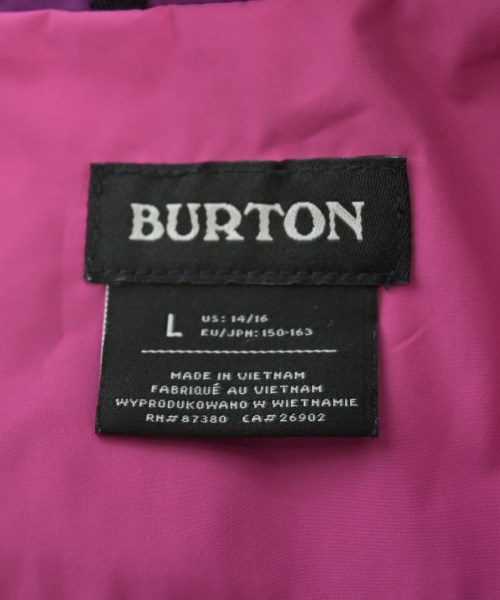 BURTON
L
US: 14/16
EU/JPN: 150-163
MADE IN VIETNAM
FABRIQUÉ AU VIETNAM
WYPRODUKOWANO W WIETNAMIE
RN#87380 CA#26902